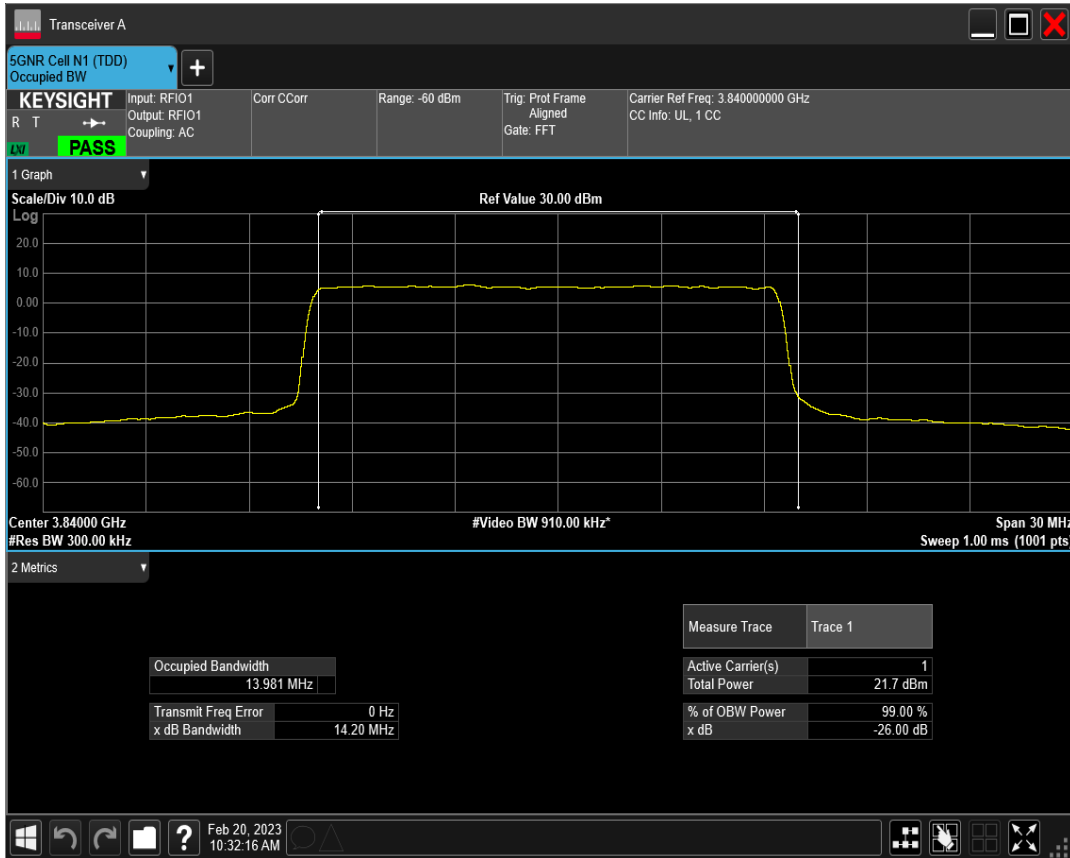 Transceiver A
5GNR Cell N1 (TDD)
Occupied BW
+
KEYSIGHT
R T
LXI
PASS
Input: RFIO1
Output: RFIO1
Coupling: AC
Corr CCorr
Range: -60 dBm
Trig: Prot Frame
Aligned
Gate: FFT
Carrier Ref Freq: 3.840000000 GHz
CC Info: UL, 1 CC
1 Graph
Scale/Div 10.0 dB
Ref Value 30.00 dBm
Log
20.0
10.0
0.00
-10.0
-20.0
-30.0
-40.0
-50.0
-60.0
Center 3.84000 GHz
#Video BW 910.00 kHz*
Span 30 MHz
#Res BW 300.00 kHz
Sweep 1.00 ms (1001 pts)
2 Metrics
Measure Trace Trace 1
Occupied Bandwidth
13.981 MHz
Active Carrier(s) 1
Total Power 21.7 dBm
Transmit Freq Error 0 Hz
x dB Bandwidth 14.20 MHz
% of OBW Power 99.00 %
x dB -26.00 dB
?
Feb 20, 2023
10:32:16 AM